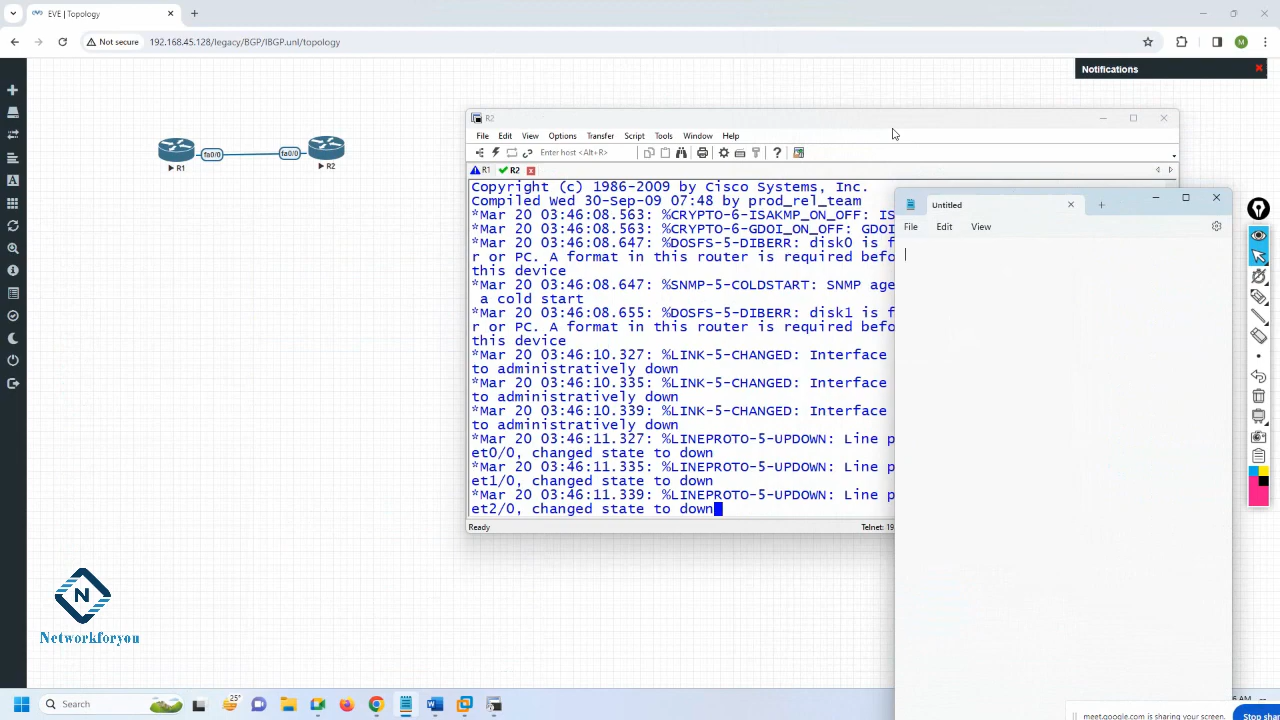 EVE | Topology
Not secure
192.168.45.128/legacy/BGP/IBGP.unl/topology
M
Notifications
R1
fa0/0
fa0/0
R2
R2
File Edit View Options Transfer Script Tools Window Help
Enter host <Alt+R>
R1 R2
Copyright (c) 1986-2009 by Cisco Systems, Inc.
Compiled Wed 30-Sep-09 07:48 by prod_rel_team
*Mar 20 03:46:08.563: %CRYPTO-6-ISAKMP_ON_OFF: IS
*Mar 20 03:46:08.563: %CRYPTO-6-GDOI_ON_OFF: GDOI
*Mar 20 03:46:08.647: %DOSFS-5-DIBERR: disk0 is f
r or PC. A format in this router is required befo
this device
*Mar 20 03:46:08.647: %SNMP-5-COLDSTART: SNMP age
a cold start
*Mar 20 03:46:08.655: %DOSFS-5-DIBERR: disk1 is f
r or PC. A format in this router is required befo
this device
*Mar 20 03:46:10.327: %LINK-5-CHANGED: Interface
to administratively down
*Mar 20 03:46:10.335: %LINK-5-CHANGED: Interface
to administratively down
*Mar 20 03:46:10.339: %LINK-5-CHANGED: Interface
to administratively down
*Mar 20 03:46:11.327: %LINEPROTO-5-UPDOWN: Line p
et0/0, changed state to down
*Mar 20 03:46:11.335: %LINEPROTO-5-UPDOWN: Line p
et1/0, changed state to down
*Mar 20 03:46:11.339: %LINEPROTO-5-UPDOWN: Line p
et2/0, changed state to down
Ready
Telnet: 19
Untitled
File Edit View
N
Networkforyou
Search
25°
AM
meet.google.com is sharing your screen.
Stop sha